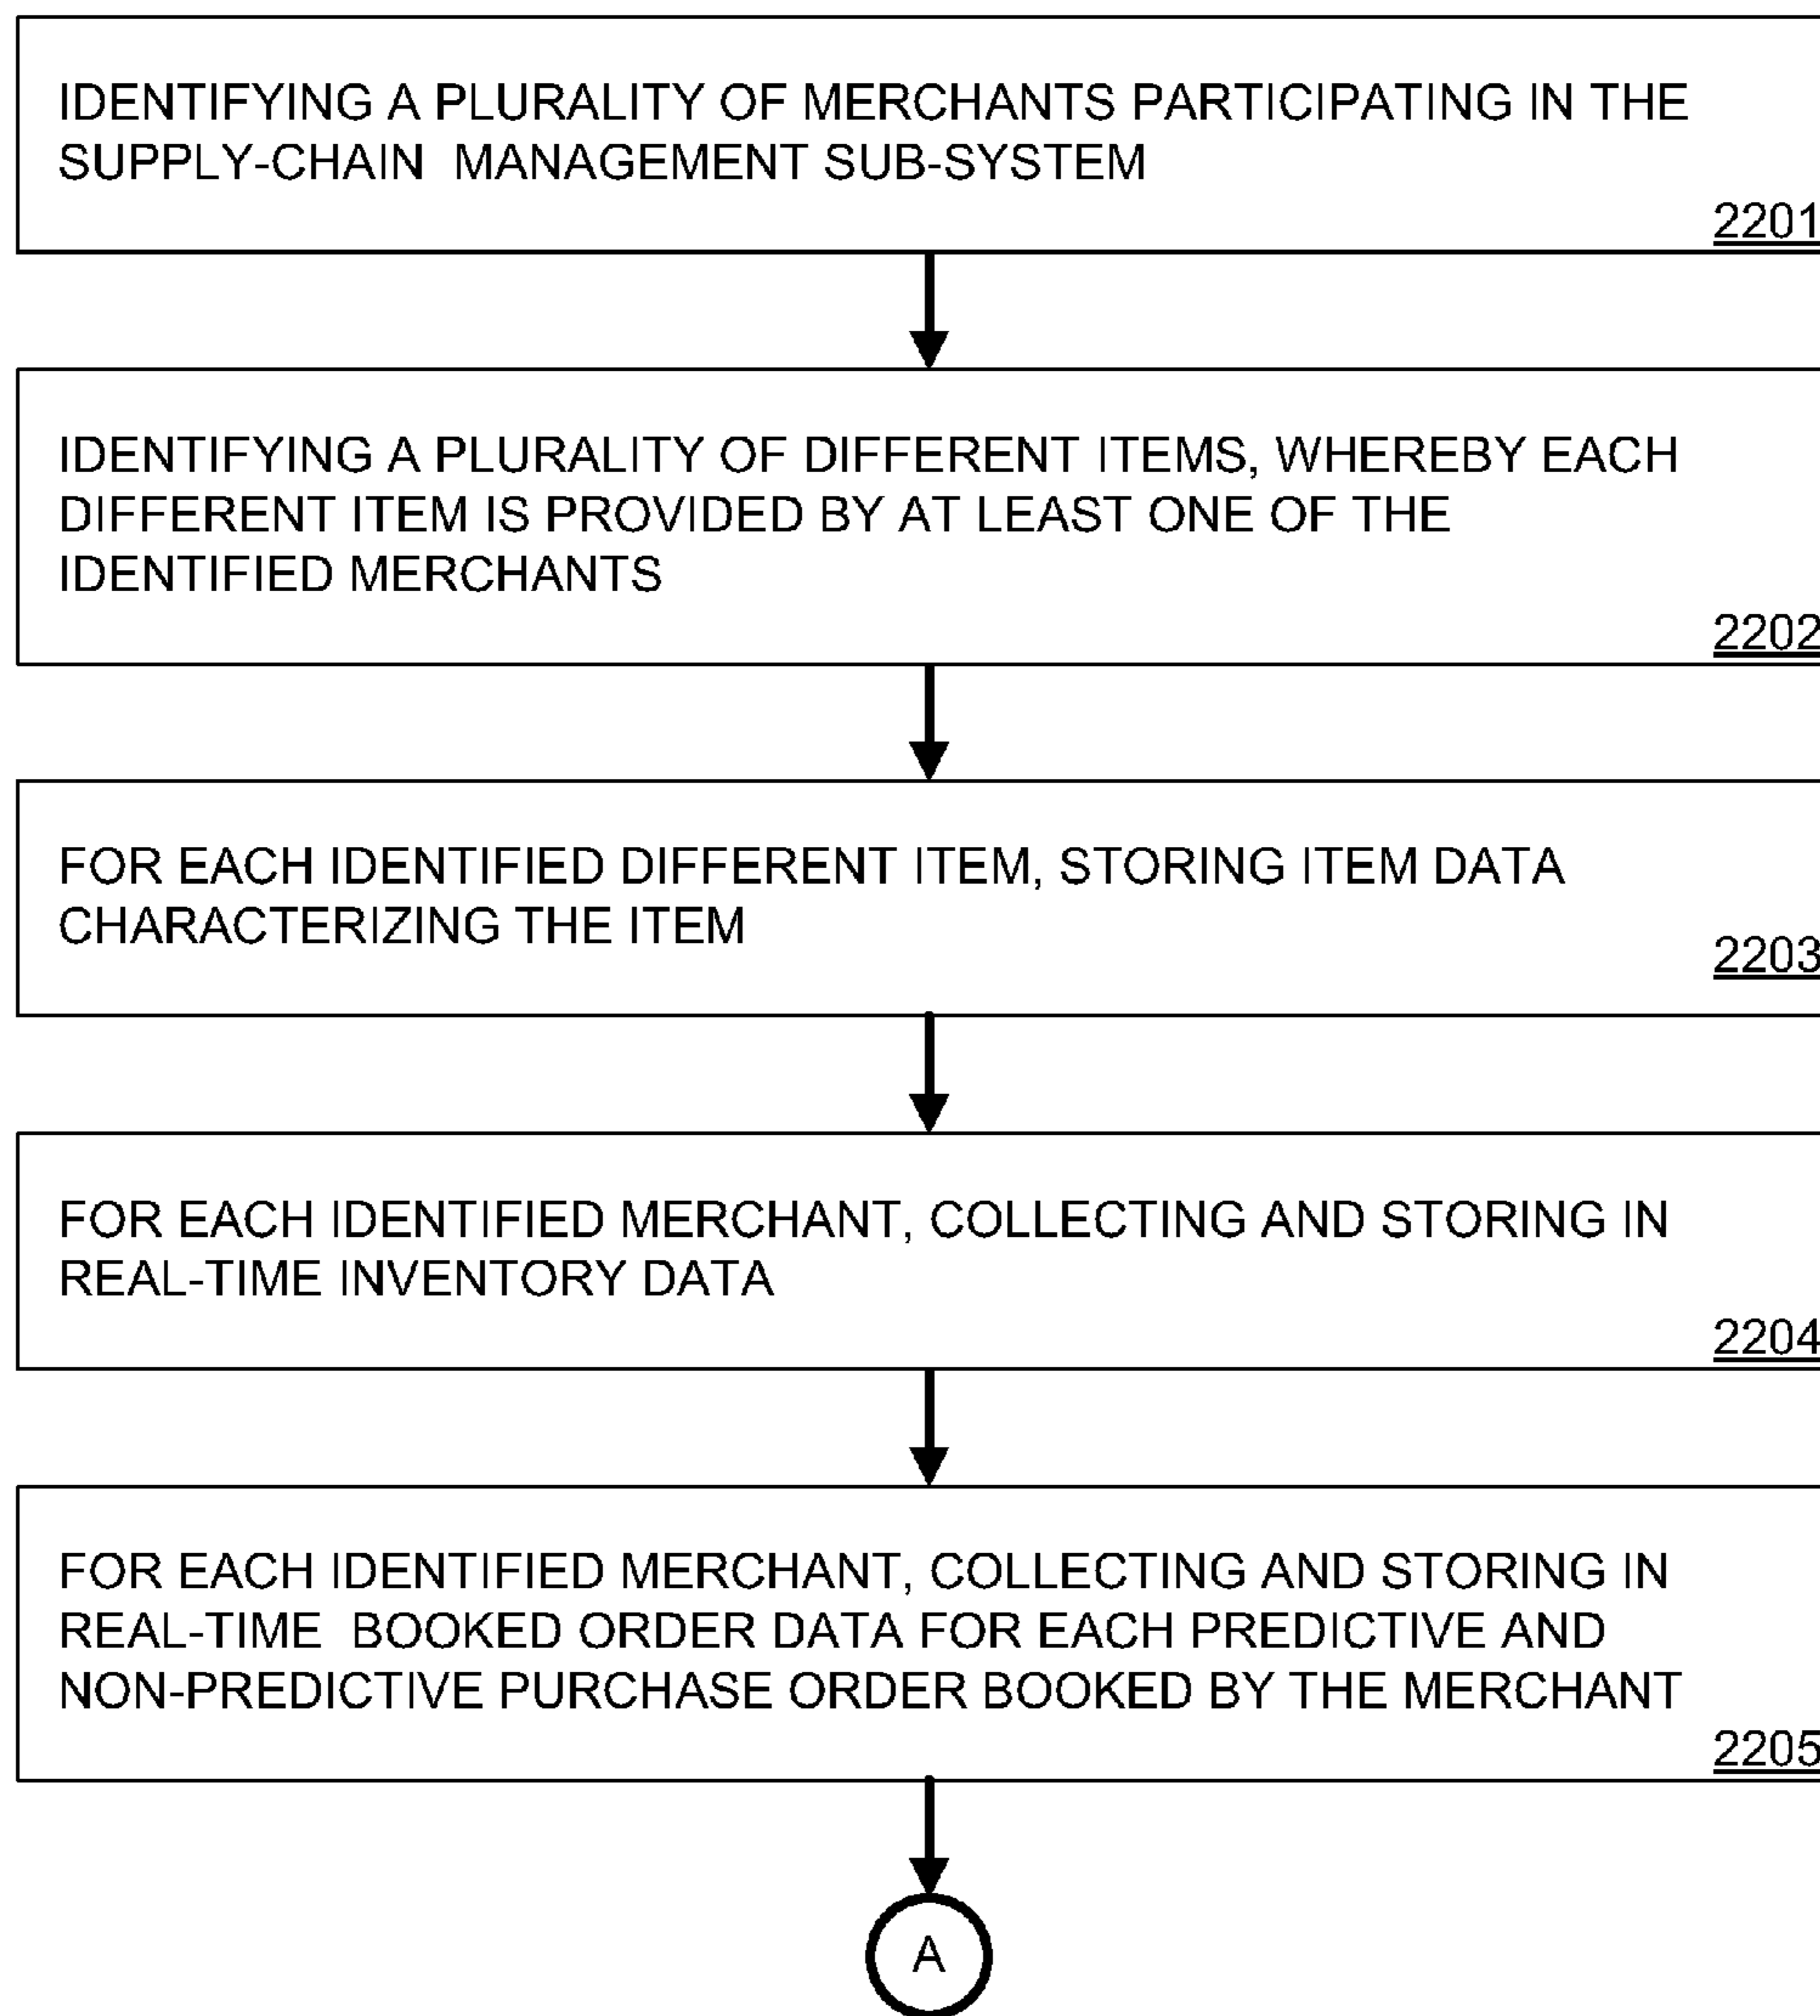 IDENTIFYING A PLURALITY OF MERCHANTS PARTICIPATING IN THE
SUPPLY-CHAIN MANAGEMENT SUB-SYSTEM
2201
IDENTIFYING A PLURALITY OF DIFFERENT ITEMS, WHEREBY EACH
DIFFERENT ITEM IS PROVIDED BY AT LEAST ONE OF THE
IDENTIFIED MERCHANTS
2202
FOR EACH IDENTIFIED DIFFERENT ITEM, STORING ITEM DATA
CHARACTERIZING THE ITEM
2203
FOR EACH IDENTIFIED MERCHANT, COLLECTING AND STORING IN
REAL-TIME INVENTORY DATA
2204
FOR EACH IDENTIFIED MERCHANT, COLLECTING AND STORING IN
REAL-TIME BOOKED ORDER DATA FOR EACH PREDICTIVE AND
NON-PREDICTIVE PURCHASE ORDER BOOKED BY THE MERCHANT
2205
A